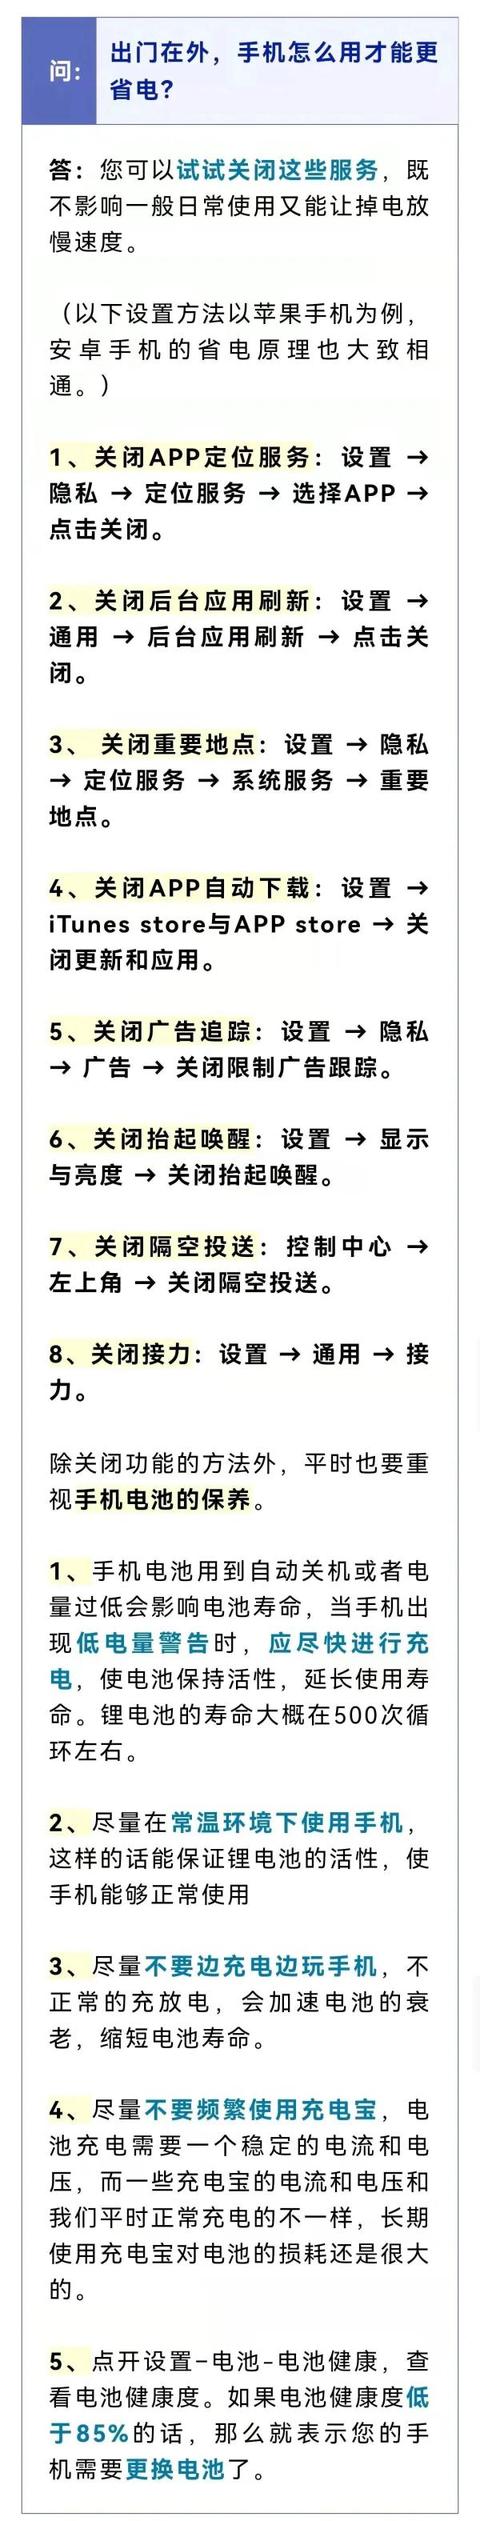 问：
出门在外，手机怎么用才能更
省电？
答：您可以试试关闭这些服务，既
不影响一般日常使用又能让掉电放
慢速度。
（以下设置方法以苹果手机为例，
安卓手机的省电原理也大致相
通。）
1、关闭APP定位服务：设置 →
隐私 → 定位服务 → 选择APP →
点击关闭。
2、关闭后台应用刷新：设置 →
通用 → 后台应用刷新 → 点击关
闭。
3、 关闭重要地点：设置 → 隐私
→ 定位服务 → 系统服务 → 重要
地点。
4、关闭APP自动下载：设置 →
iTunes store与APP store → 关
闭更新和应用。
5、关闭广告追踪：设置 → 隐私
→ 广告 → 关闭限制广告跟踪。
6、关闭抬起唤醒：设置 → 显示
与亮度 → 关闭抬起唤醒。
7、关闭隔空投送：控制中心 →
左上角 → 关闭隔空投送。
8、关闭接力：设置 → 通用 → 接
力。
除关闭功能的方法外，平时也要重
视手机电池的保养。
1、手机电池用到自动关机或者电
量过低会影响电池寿命，当手机出
现低电量警告时，应尽快进行充
电，使电池保持活性，延长使用寿
命。锂电池的寿命大概在500次循
环左右。
2、尽量在常温环境下使用手机，
这样的话能保证锂电池的活性，使
手机能够正常使用
3、尽量不要边充电边玩手机，不
正常的充放电，会加速电池的衰
老，缩短电池寿命。
4、尽量不要频繁使用充电宝，电
池充电需要一个稳定的电流和电
压，而一些充电宝的电流和电压和
我们平时正常充电的不一样，长期
使用充电宝对电池的损耗还是很大
的。
5、点开设置-电池-电池健康，查
看电池健康度。如果电池健康度低
于85%的话，那么就表示您的手
机需要更换电池了。